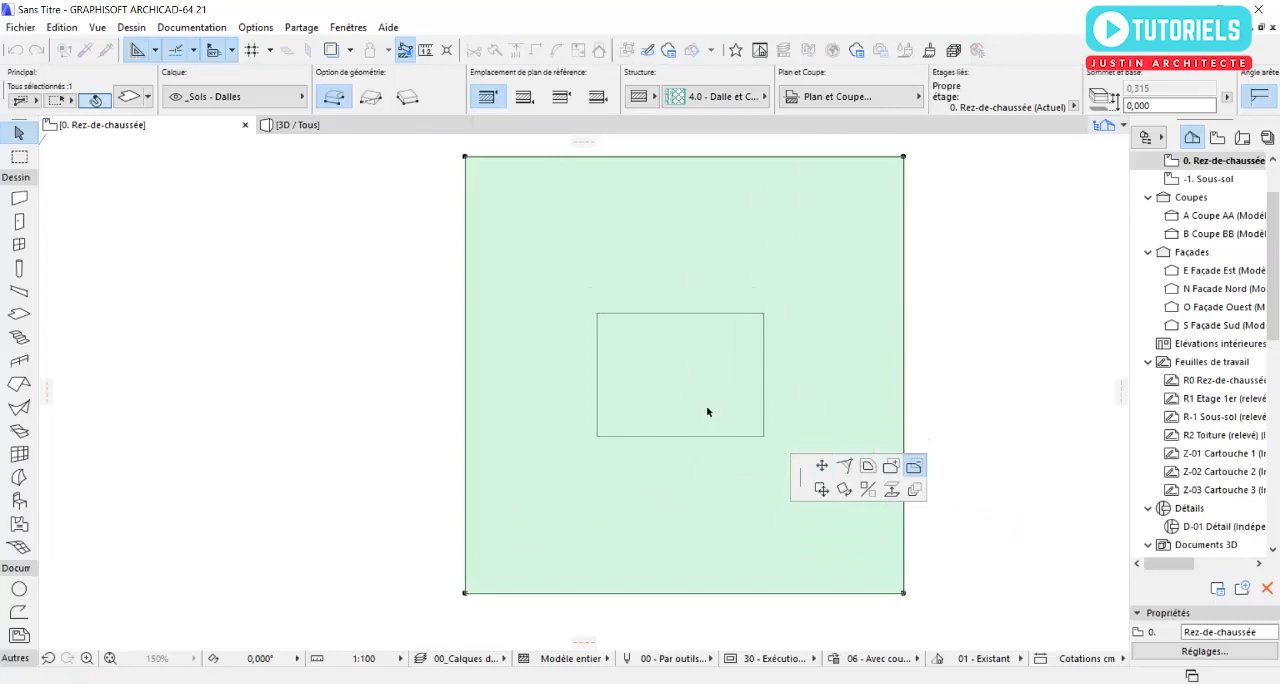 Sans Titre - GRAPHISOFT ARCHICAD-64 21
Fichier Edition Vue Dessin Documentation Options Partage Fenêtres Aide
TUTORIELS
JUSTIN ARCHITECTE
Principal: Calque: Option de géométrie: Emplacement de plan de référence: Structure: Plan et Coupe: Etages liés: Sommet et base: Angle arête
Tous sélectionnés : 1
_Sols - Dalles
4.0 - Dalle et C...
Plan et Coupe...
Propre
étage:
0. Rez-de-chaussée (Actuel)
0,315
0,000
[0. Rez-de-chaussée]
[3D / Tous]
Dessin
Docum
Autres
0. Rez-de-chaussée
-1. Sous-sol
Coupes
A Coupe AA (Modèl
B Coupe BB (Modèl
Façades
E Façade Est (Modè
N Façade Nord (Mo
O Façade Ouest (M
S Façade Sud (Mod
Elévations intérieures
Feuilles de travail
R0 Rez-de-chaussée
R1 Etage 1er (relevé)
R-1 Sous-sol (relevé)
R2 Toiture (relevé) (I
Z-01 Cartouche 1 (I
Z-02 Cartouche 2 (I
Z-03 Cartouche 3 (I
Détails
D-01 Détail (Indépe
Documents 3D
Propriétés
0. Rez-de-chaussée
Réglages...
150% 0,000° 1:100 00_Calques d... Modèle entier 00 - Par outils... 30 - Exécutio... 06 - Avec cou... 01 - Existant Cotations cm